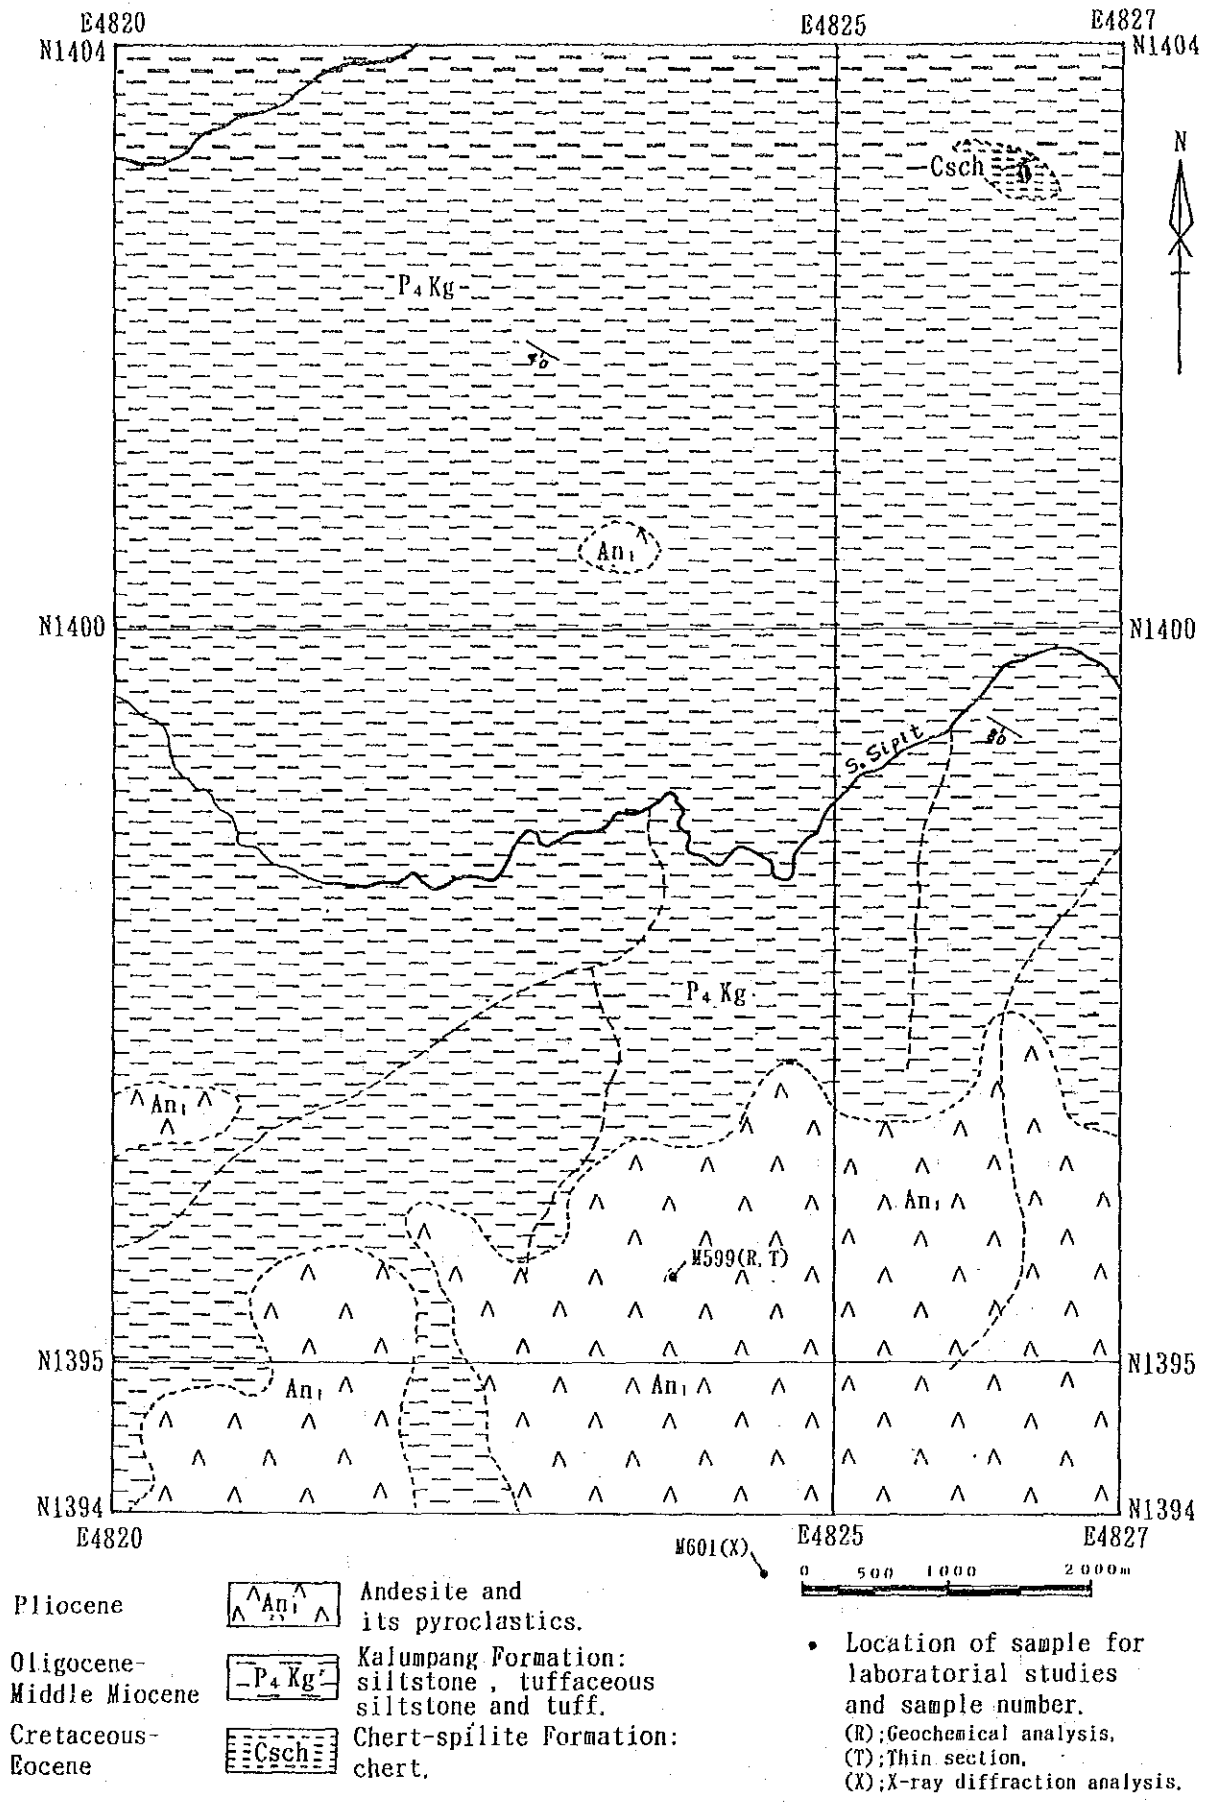 E4820 E4825 E4827
N1404 N1404
N
Csch
P₄ Kg
An₁
N1400 N1400
S. Sipit
80
P₄ Kg
An₁
An₁
M599(R,T)
N1395 N1395
An₁ An₁
N1394 N1394
E4820 E4825 E4827
M601(X)
0 500 1000 2000m
Pliocene
An₁
Andesite and
its pyroclastics.
Oligocene-
Middle Miocene
P₄ Kg
Kalumpang Formation:
siltstone , tuffaceous
siltstone and tuff.
Cretaceous-
Eocene
Csch
Chert-spilite Formation:
chert.
Location of sample for
laboratorial studies
and sample number.
(R);Geochemical analysis,
(T);Thin section,
(X);X-ray diffraction analysis.